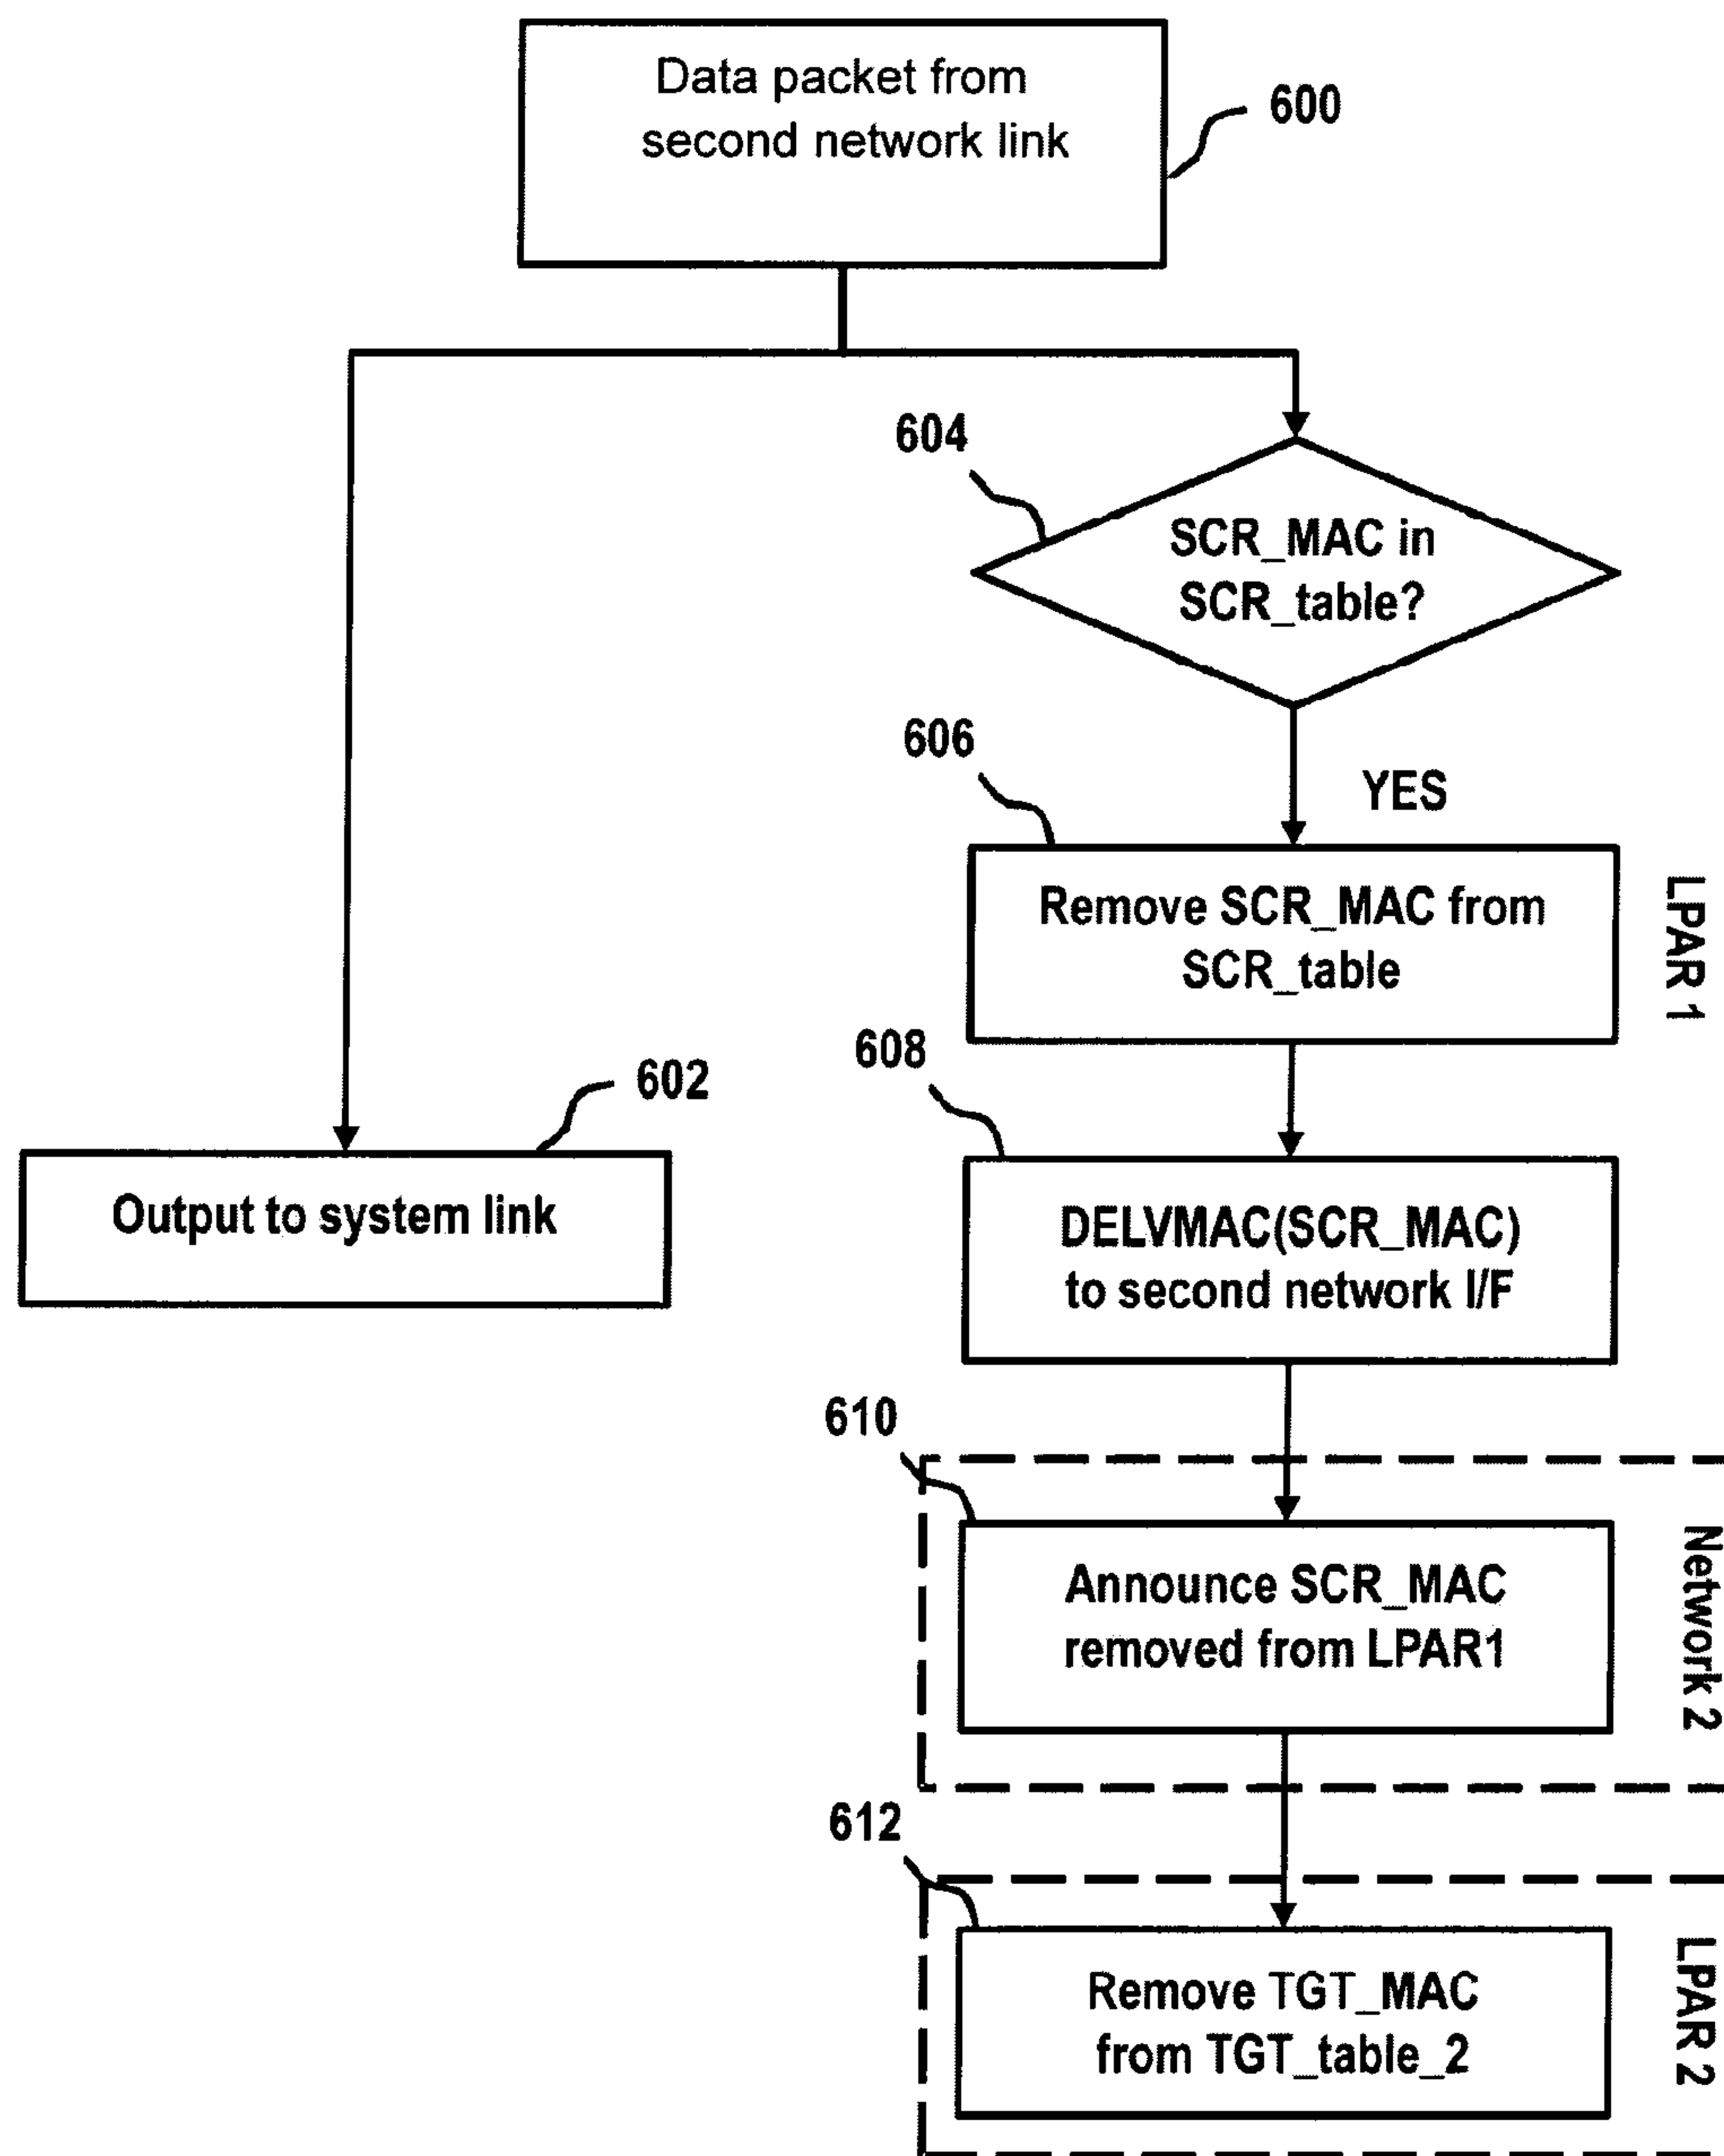 Data packet from
second network link
600
604
SCR_MAC in
SCR_table?
606
YES
Remove SCR_MAC from
SCR_table
LPAR 1
608
602
Output to system link
DELVMAC(SCR_MAC)
to second network I/F
610
Announce SCR_MAC
removed from LPAR1
Network 2
612
Remove TGT_MAC
from TGT_table_2
LPAR 2